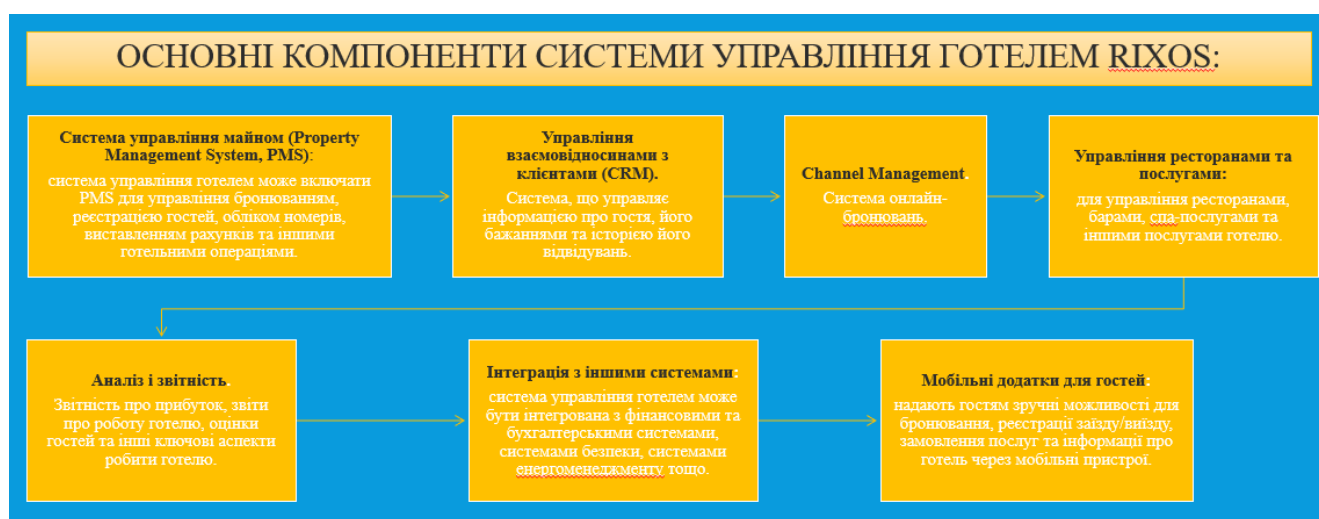 ОСНОВНІ КОМПОНЕНТИ СИСТЕМИ УПРАВЛІННЯ ГОТЕЛЕМ RIXOS:
Система управління майном (Property
Management System, PMS):
система управління готелем може включати
PMS для управління бронюванням,
реєстрацією гостей, обліком номерів,
виставленням рахунків та іншими
готельними операціями.
Управління
взаємовідносинами з
клієнтами (CRM).
Система, що управляє
інформацією про гостя, його
бажаннями та історією його
відвідувань.
Channel Management.
Система онлайн-
бронювань.
Управління ресторанами та
послугами:
для управління ресторанами,
барами, спа-послугами та
іншими послугами готелю.
Аналіз і звітність.
Звітність про прибуток, звіти
про роботу готелю, оцінки
гостей та інші ключові аспекти
робити готелю.
Інтеграція з іншими системами:
система управління готелем може
бути інтегрована з фінансовими та
бухгалтерськими системами,
системами безпеки, системами
енергоменеджменту тощо.
Мобільні додатки для гостей:
надають гостям зручні можливості для
бронювання, реєстрації заїзду/виїзду,
замовлення послуг та інформації про
готель через мобільні пристрої.